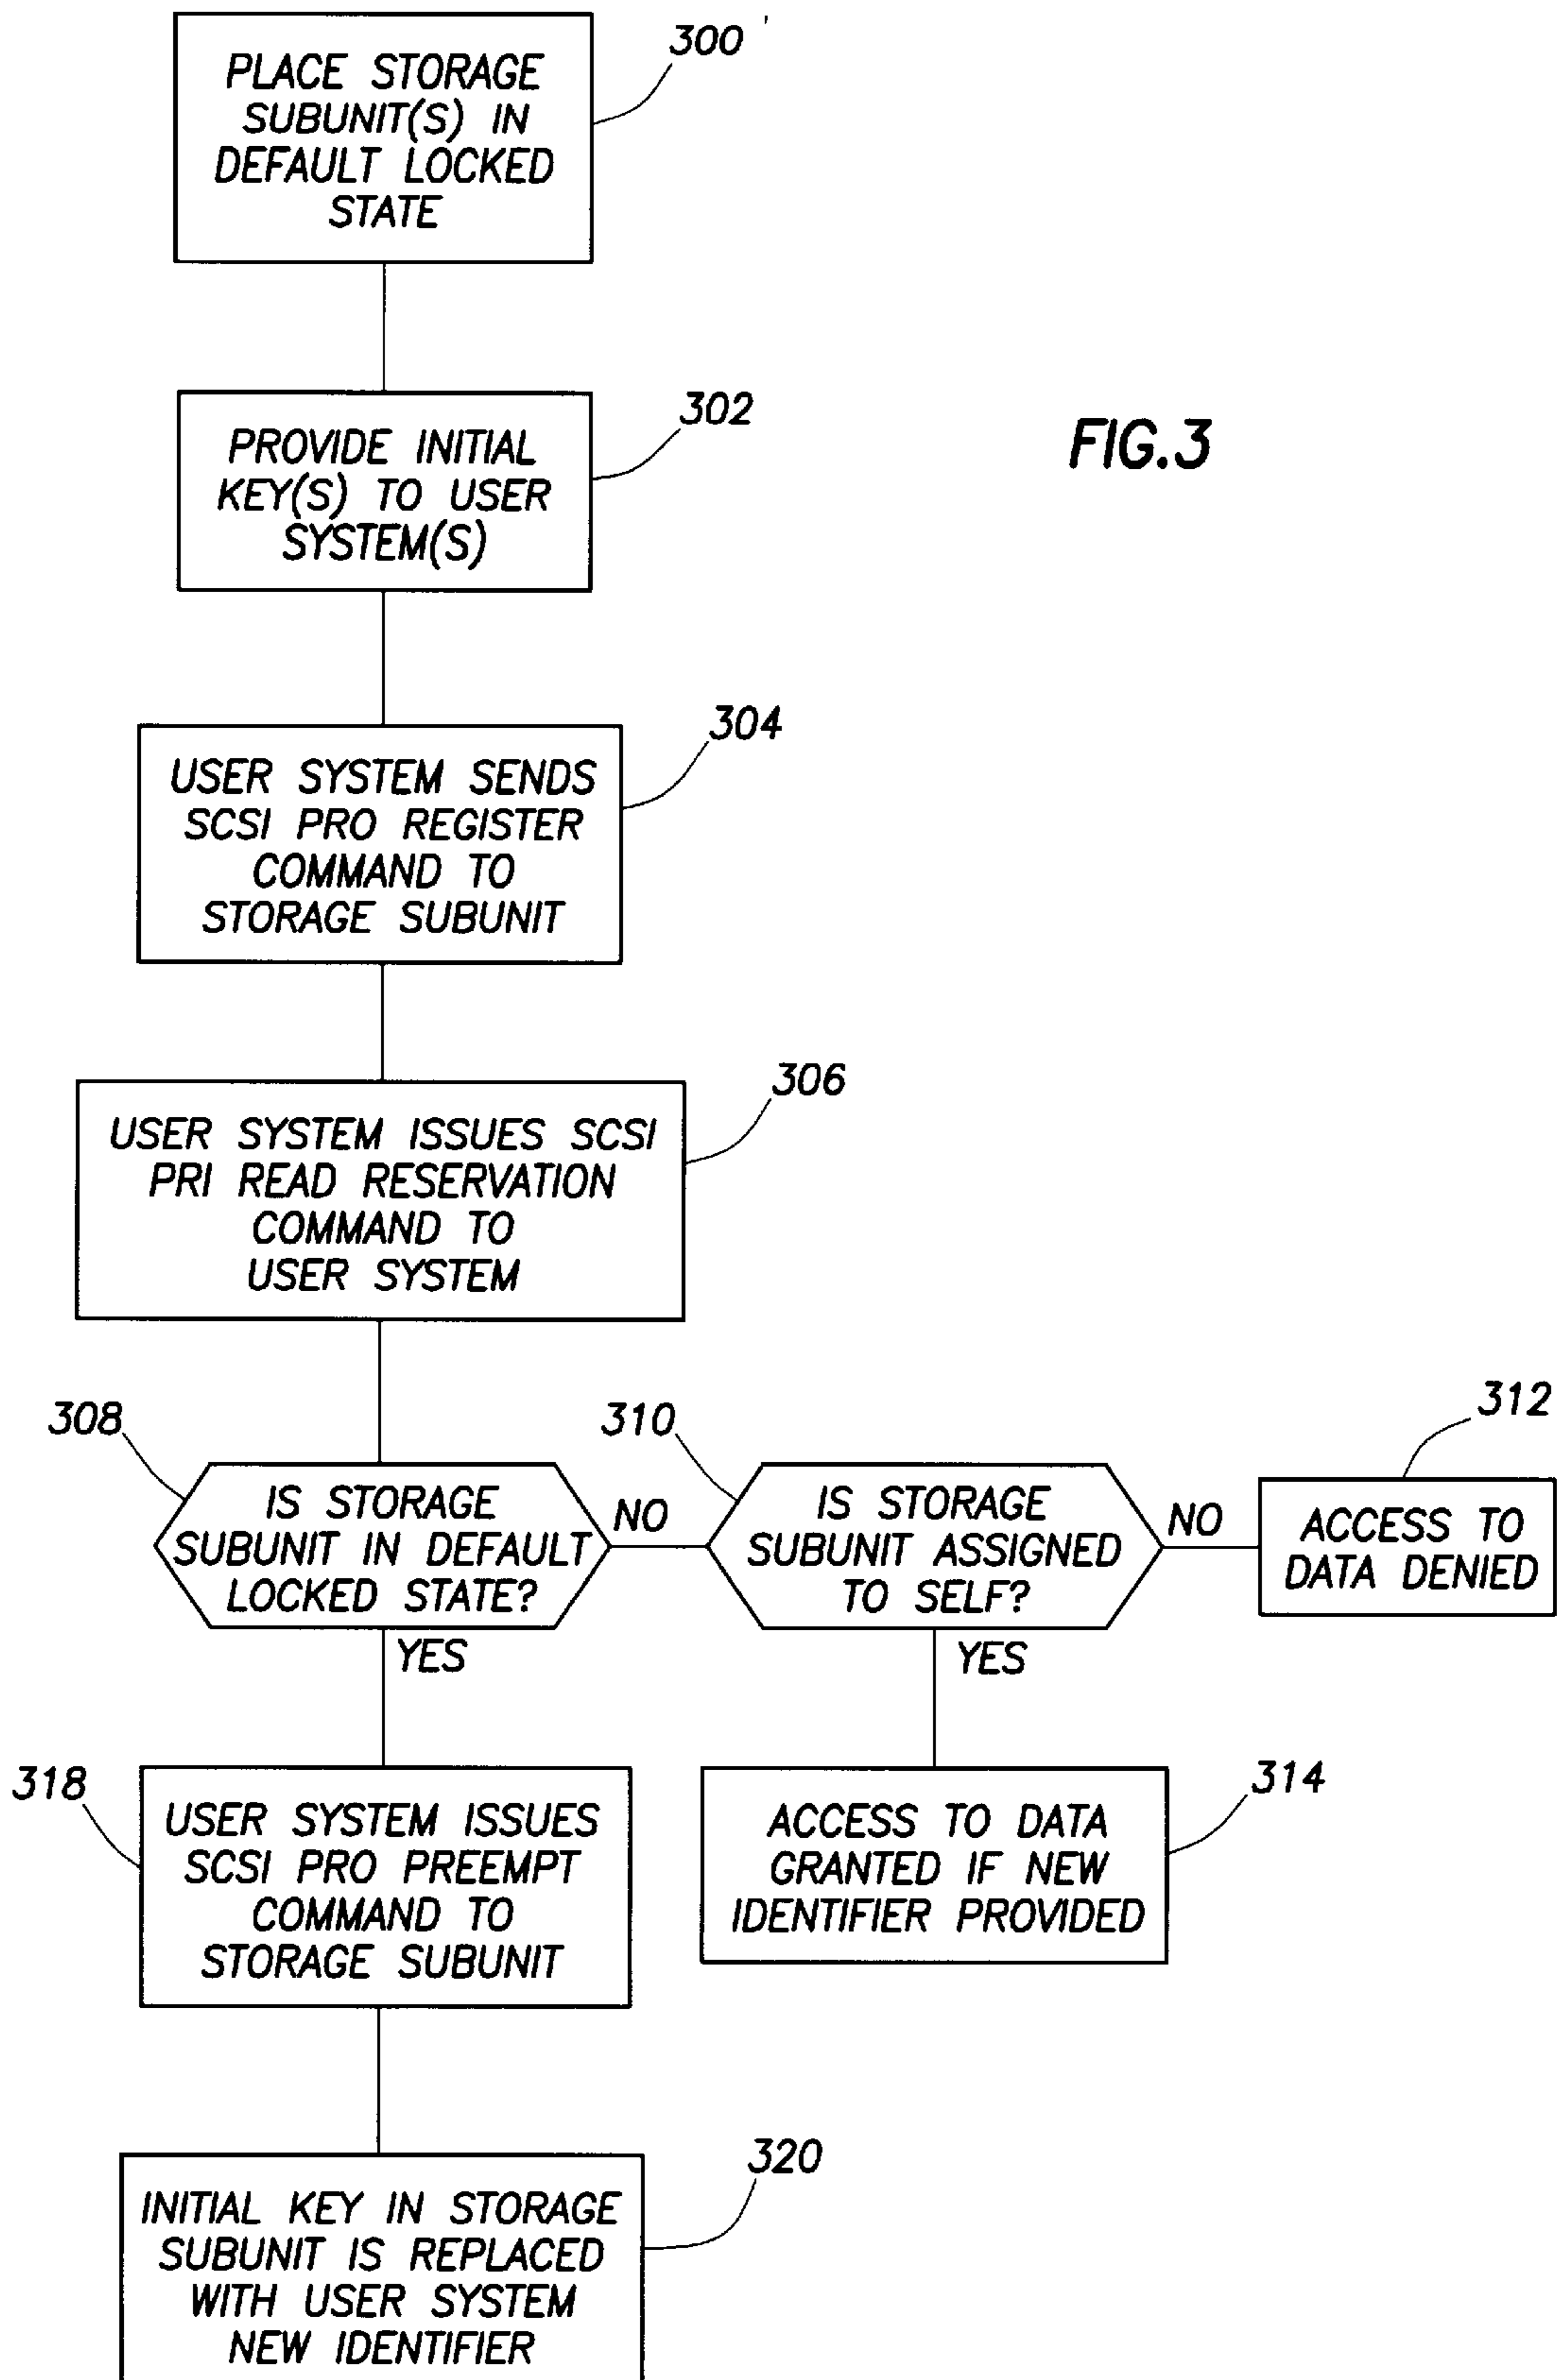 300
PLACE STORAGE
SUBUNIT(S) IN
DEFAULT LOCKED
STATE
302
PROVIDE INITIAL
KEY(S) TO USER
SYSTEM(S)
FIG.3
304
USER SYSTEM SENDS
SCSI PRO REGISTER
COMMAND TO
STORAGE SUBUNIT
306
USER SYSTEM ISSUES SCSI
PRI READ RESERVATION
COMMAND TO
USER SYSTEM
308
IS STORAGE
SUBUNIT IN DEFAULT
LOCKED STATE?
NO
YES
310
IS STORAGE
SUBUNIT ASSIGNED
TO SELF?
NO
YES
312
ACCESS TO
DATA DENIED
318
USER SYSTEM ISSUES
SCSI PRO PREEMPT
COMMAND TO
STORAGE SUBUNIT
314
ACCESS TO DATA
GRANTED IF NEW
IDENTIFIER PROVIDED
320
INITIAL KEY IN STORAGE
SUBUNIT IS REPLACED
WITH USER SYSTEM
NEW IDENTIFIER